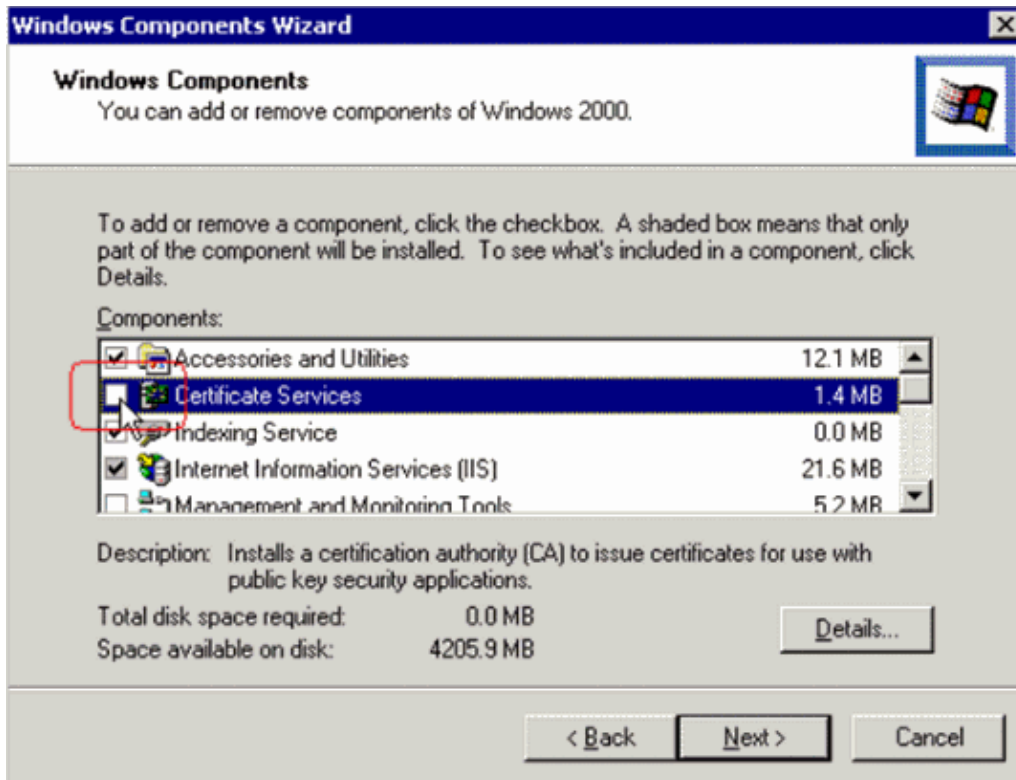 Windows Components Wizard
Windows Components
You can add or remove components of Windows 2000.
To add or remove a component, click the checkbox. A shaded box means that only
part of the component will be installed. To see what's included in a component, click
Details.
Components:
Accessories and Utilities 12.1 MB
Certificate Services 1.4 MB
Indexing Service 0.0 MB
Internet Information Services (IIS) 21.6 MB
Management and Monitoring Tools 5.2 MB
Description: Installs a certification authority (CA) to issue certificates for use with
public key security applications.
Total disk space required: 0.0 MB
Space available on disk: 4205.9 MB
Details...
< Back Next > Cancel